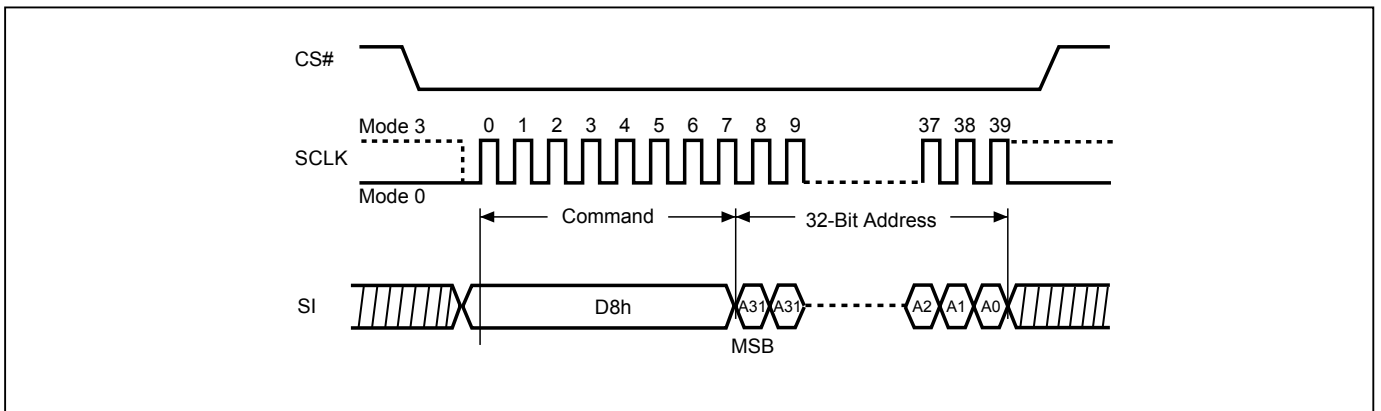 CS#
Mode 3
0 1 2 3 4 5 6 7 8 9 37 38 39
SCLK
Mode 0
Command
32-Bit Address
SI
D8h
A31 A31
A2 A1 A0
MSB